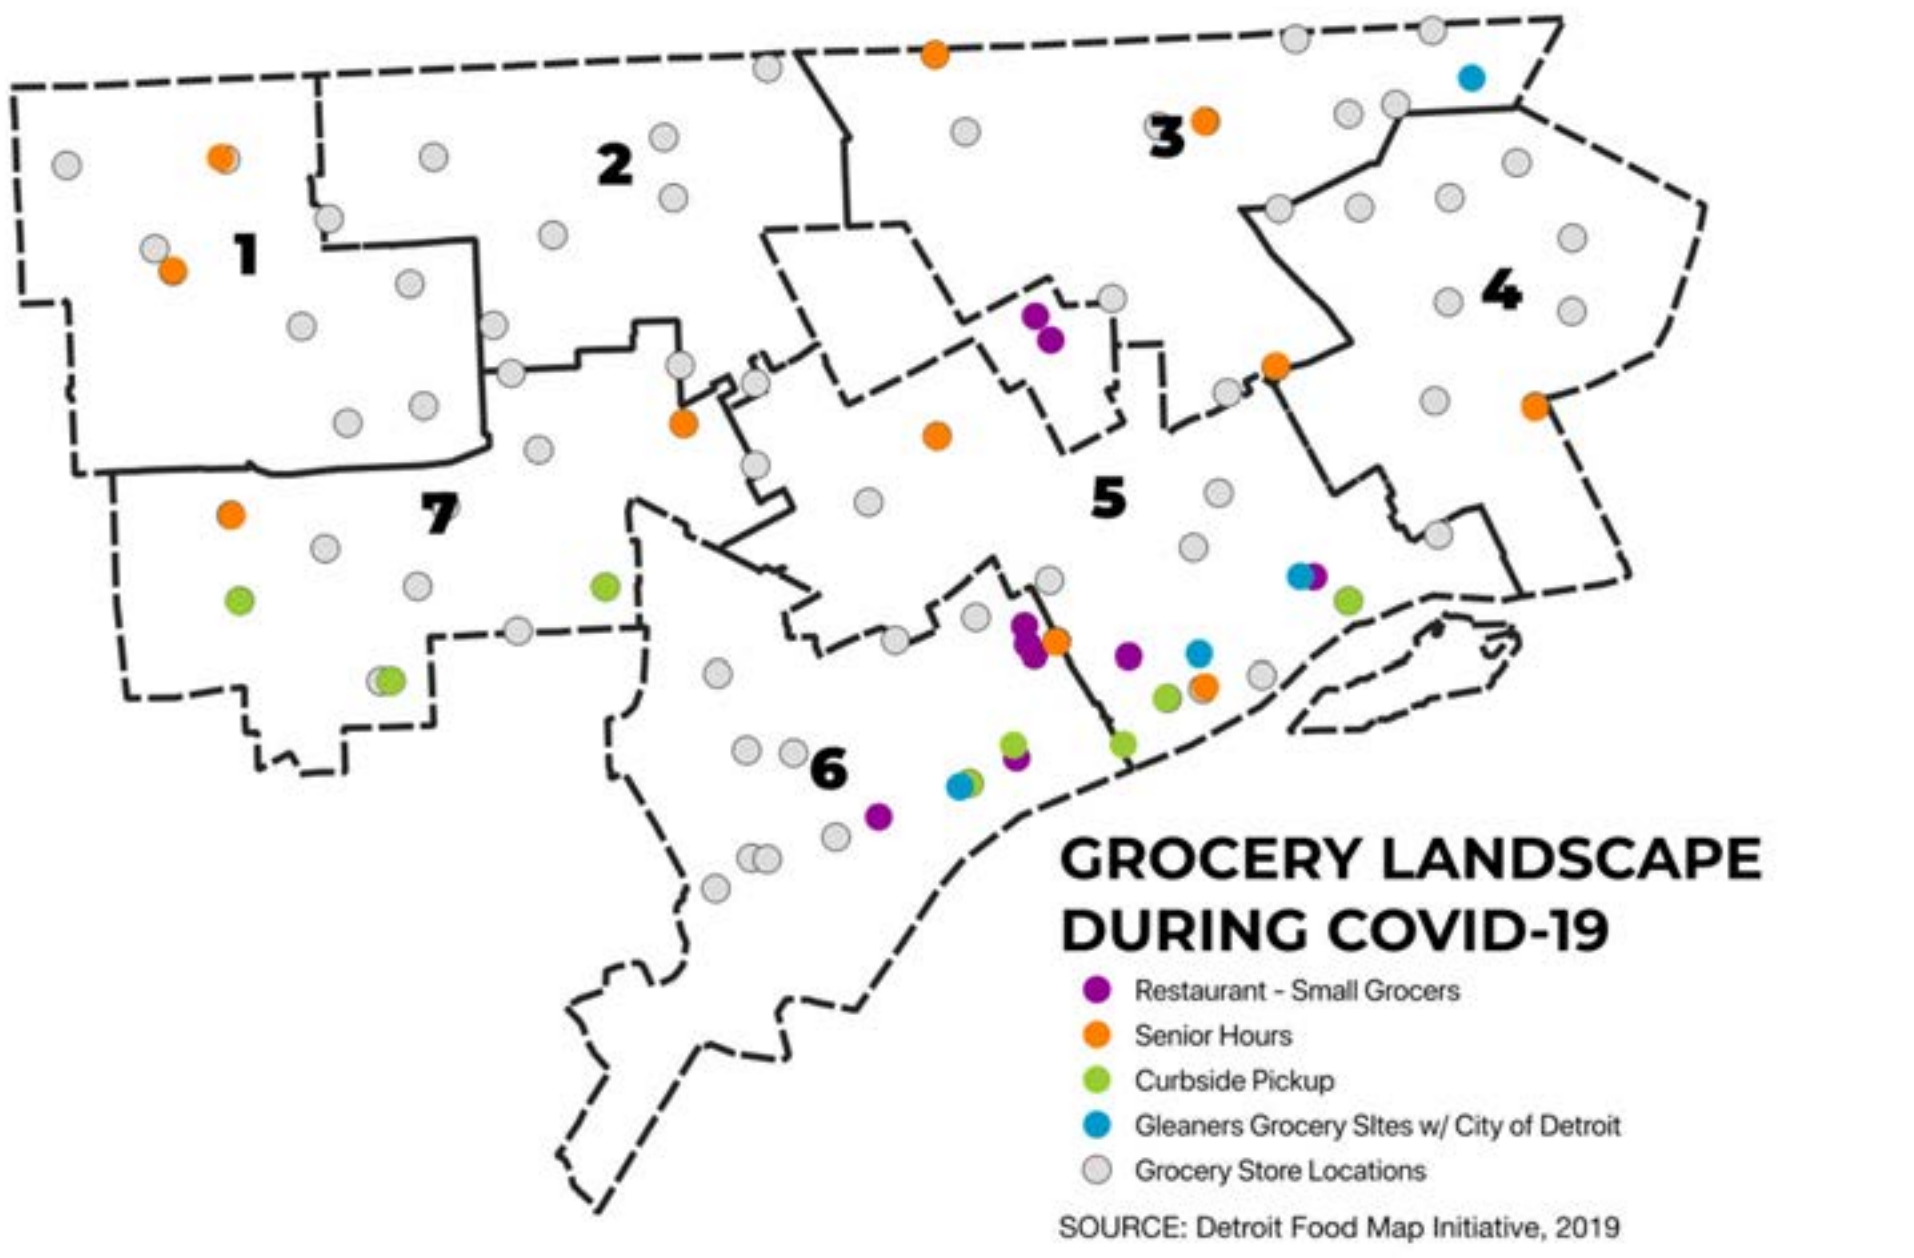 2
3
1
4
7
5
6
GROCERY LANDSCAPE
DURING COVID-19
Restaurant - Small Grocers
Senior Hours
Curbside Pickup
Gleaners Grocery SItes w/ City of Detroit
Grocery Store Locations
SOURCE: Detroit Food Map Initiative, 2019